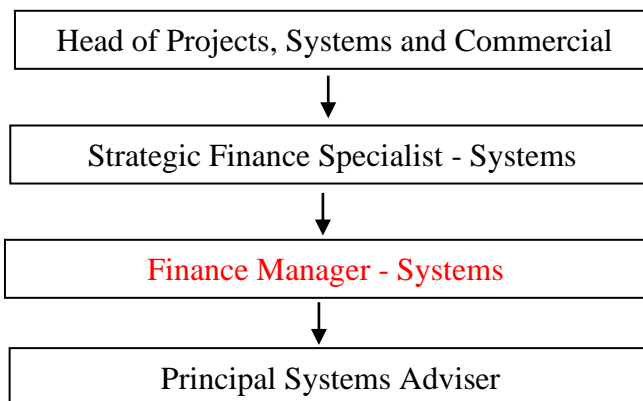 Head of Projects, Systems and Commercial
Strategic Finance Specialist - Systems
Finance Manager - Systems
Principal Systems Adviser